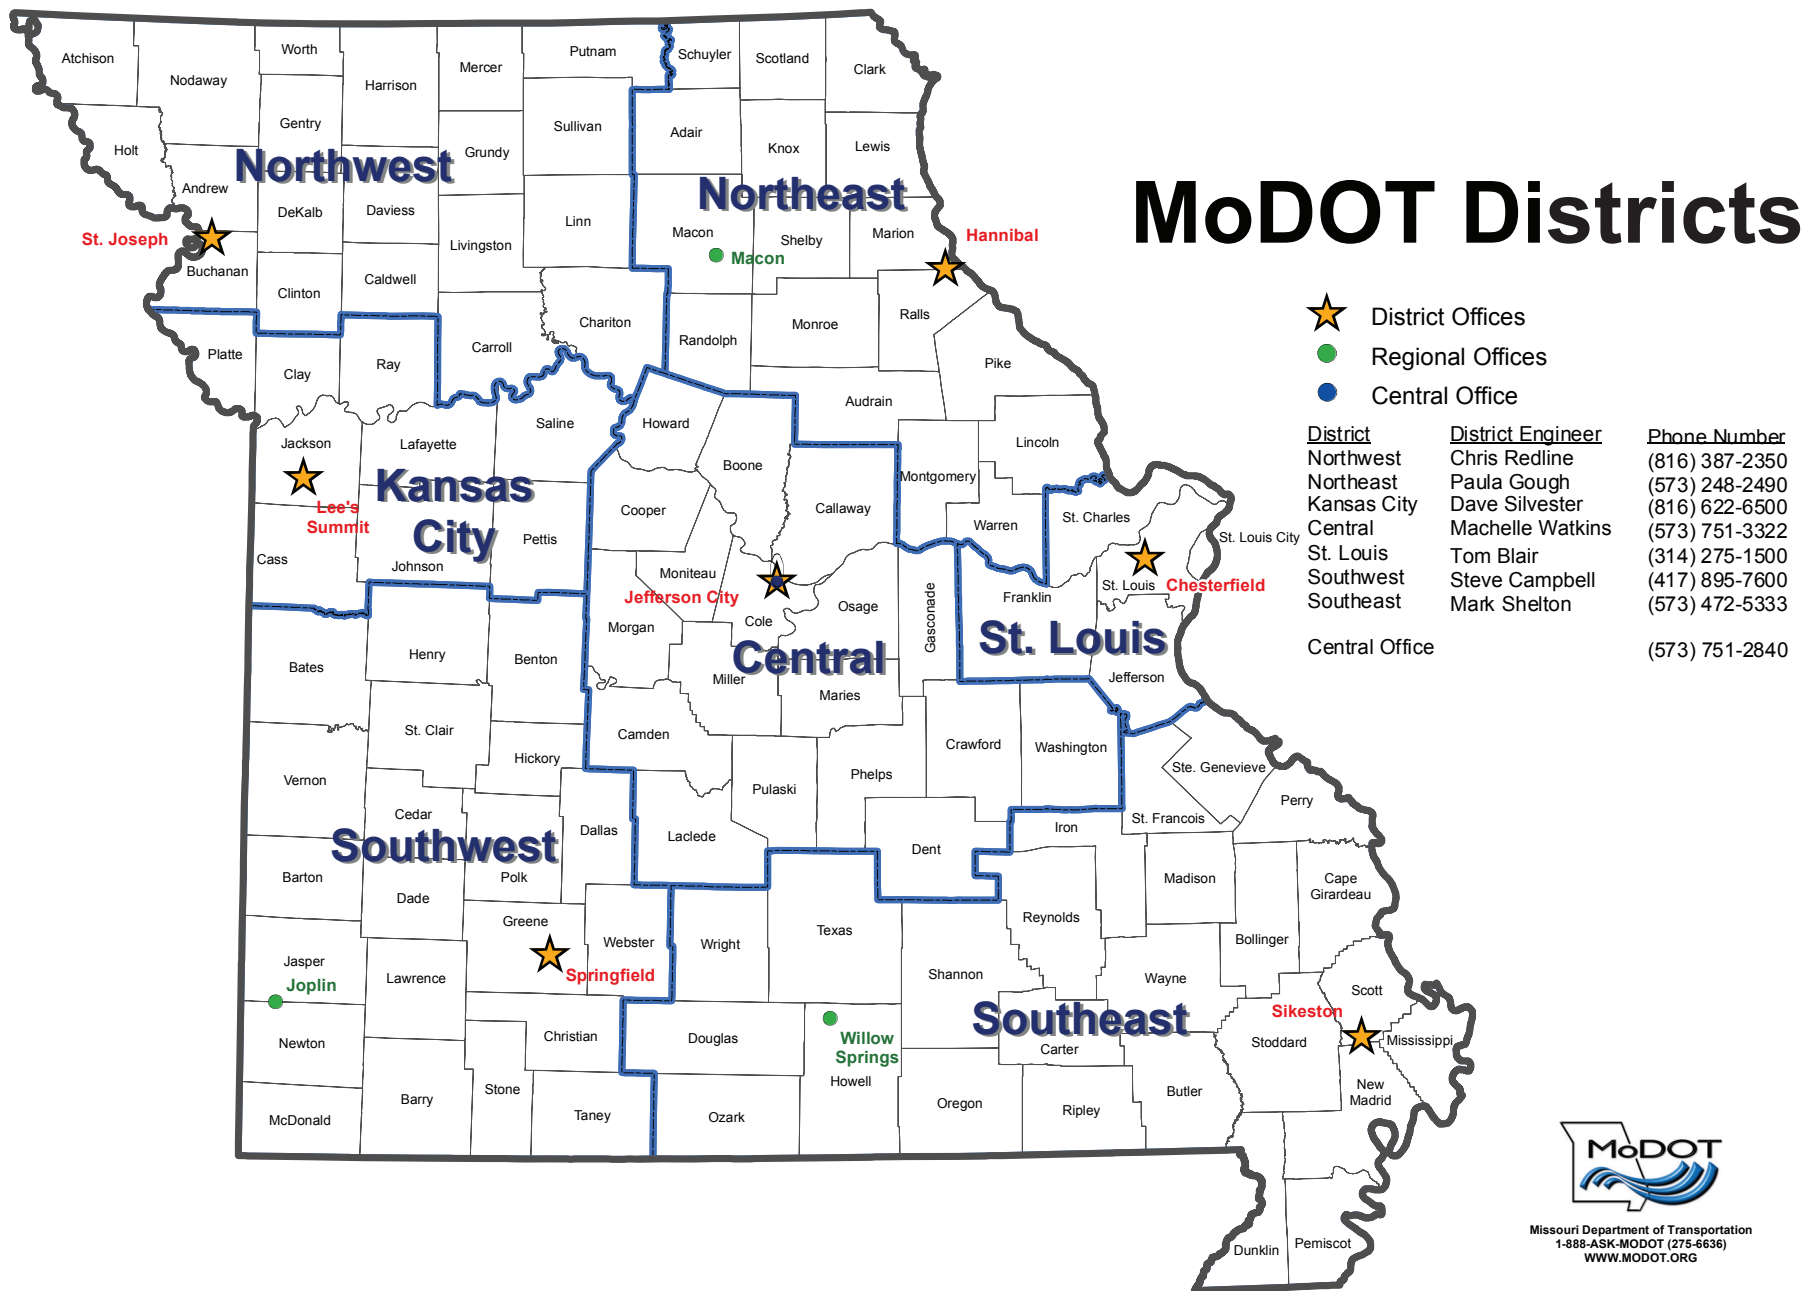 MoDOT Districts
District Offices
Regional Offices
Central Office
District District Engineer Phone Number
Northwest Chris Redline (816) 387-2350
Northeast Paula Gough (573) 248-2490
Kansas City Dave Silvester (816) 622-6500
Central Machelle Watkins (573) 751-3322
St. Louis Tom Blair (314) 275-1500
Southwest Steve Campbell (417) 895-7600
Southeast Mark Shelton (573) 472-5333
Central Office (573) 751-2840
Atchison
Nodaway
Worth
Harrison
Mercer
Putnam
Schuyler
Scotland
Clark
Gentry
Sullivan
Adair
Knox
Lewis
Holt
Andrew
Grundy
Northwest
Northeast
DeKalb
Daviess
Livingston
Linn
Macon
Macon
Shelby
Marion
Hannibal
St. Joseph
Buchanan
Clinton
Caldwell
Carroll
Chariton
Randolph
Monroe
Ralls
Pike
Platte
Clay
Ray
Audrain
Jackson
Lafayette
Saline
Howard
Boone
Callaway
Montgomery
Lincoln
Lee's
Summit
Kansas
City
Cooper
Warren
St. Charles
St. Louis City
Cass
Johnson
Pettis
Moniteau
Jefferson City
Cole
Osage
Gasconade
Franklin
St. Louis
Chesterfield
Morgan
Central
St. Louis
Bates
Henry
Benton
Miller
Maries
Jefferson
St. Clair
Hickory
Camden
Crawford
Washington
Vernon
Cedar
Dallas
Pulaski
Phelps
Ste. Genevieve
Perry
St. Francois
Southwest
Laclede
Dent
Iron
Barton
Dade
Polk
Madison
Cape
Girardeau
Greene
Webster
Wright
Texas
Reynolds
Bollinger
Jasper
Joplin
Lawrence
Springfield
Shannon
Wayne
Scott
Sikeston
Newton
Christian
Douglas
Willow
Springs
Howell
Southeast
Carter
Stoddard
Mississippi
McDonald
Barry
Stone
Taney
Ozark
Oregon
Ripley
Butler
New
Madrid
Dunklin
Pemiscot
MoDOT
Missouri Department of Transportation
1-888-ASK-MODOT (275-6636)
WWW.MODOT.ORG